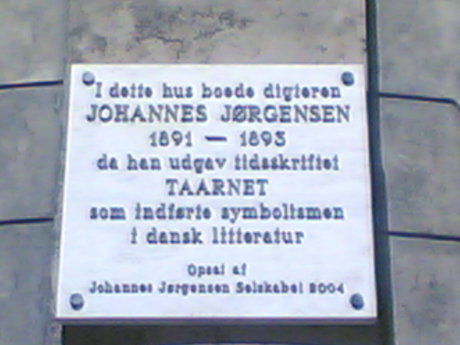 I dette hus boede digteren
JOHANNES JØRGENSEN
1891 — 1893
da han udgav tidsskriftet
TAARNET
som indførte symbolismen
i dansk litteratur
Opsat af
Johannes Jørgensen Selskabet 2004